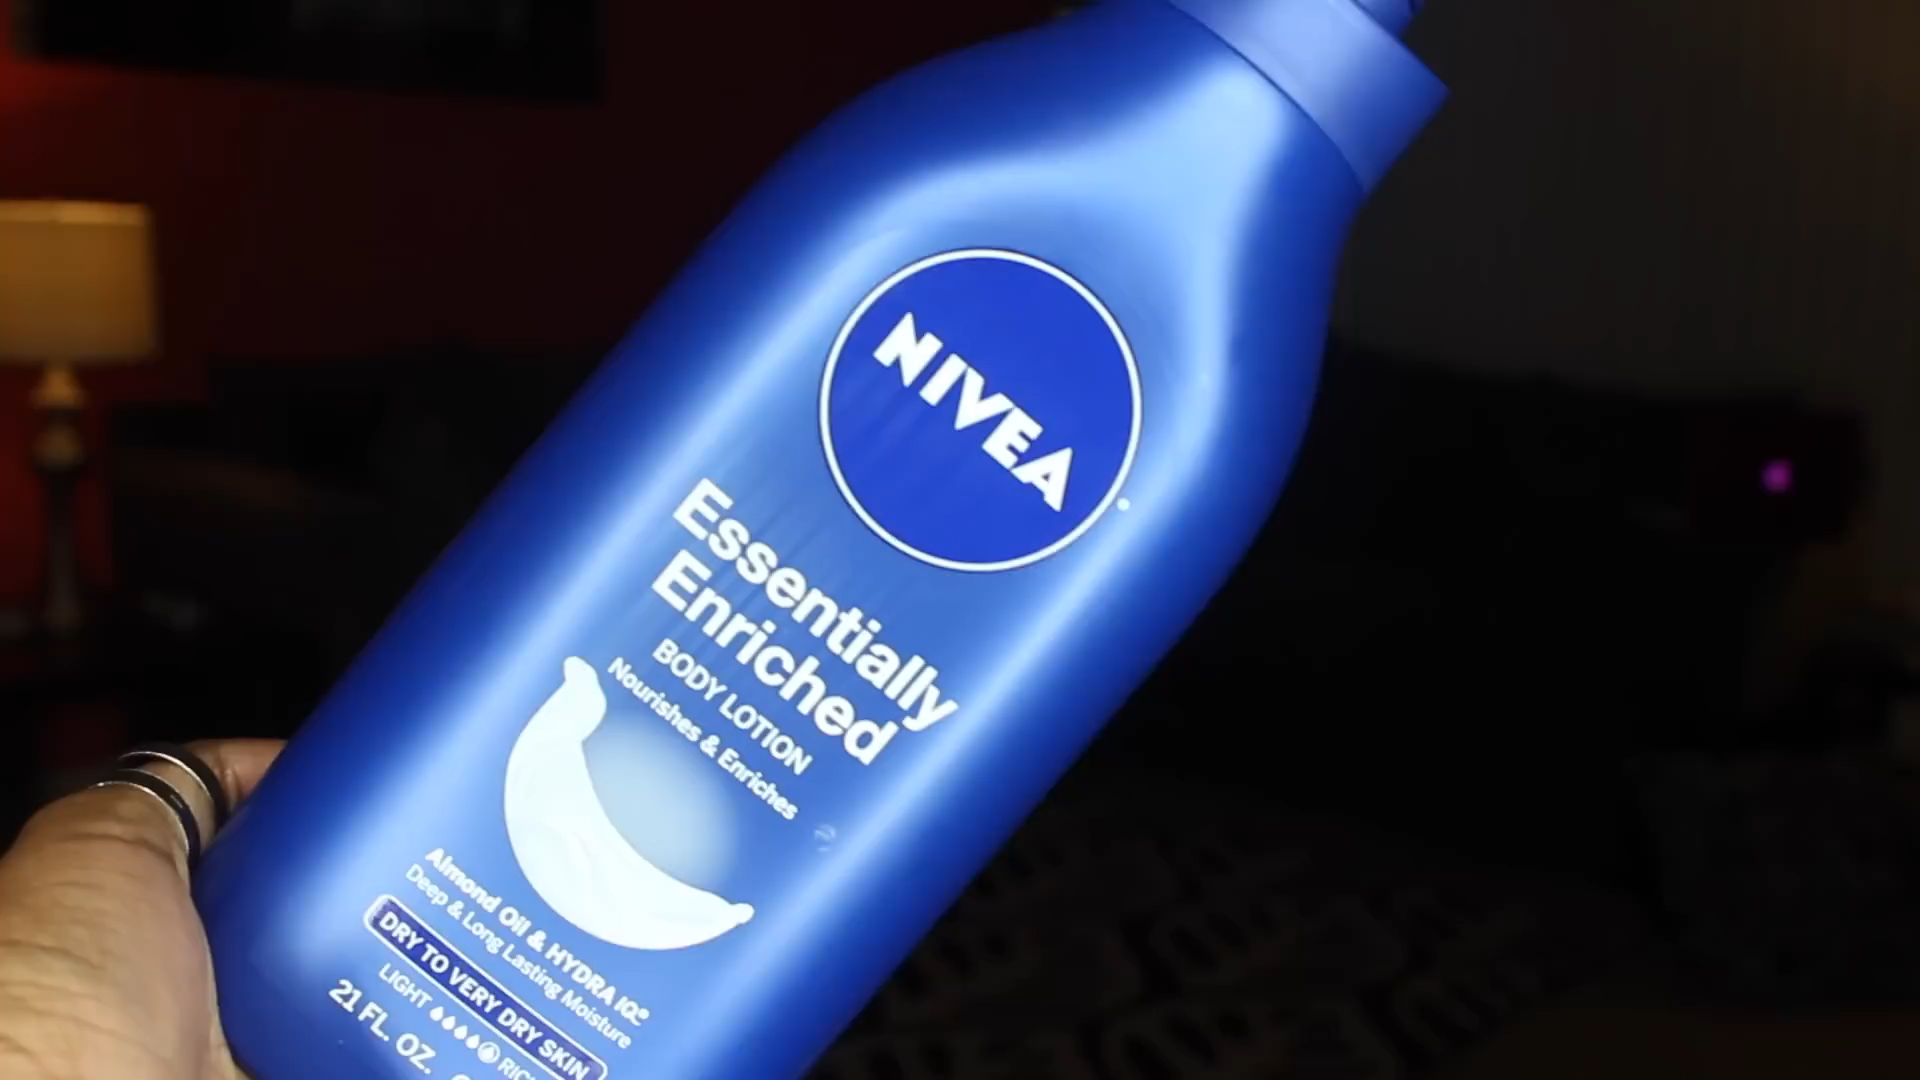 NIVEA
Essentially
Enriched
BODY LOTION
Nourishes & Enriches
Almond Oil & HYDRA IQ®
Deep & Long Lasting Moisture
DRY TO VERY DRY SKIN
LIGHT
21 FL. OZ.